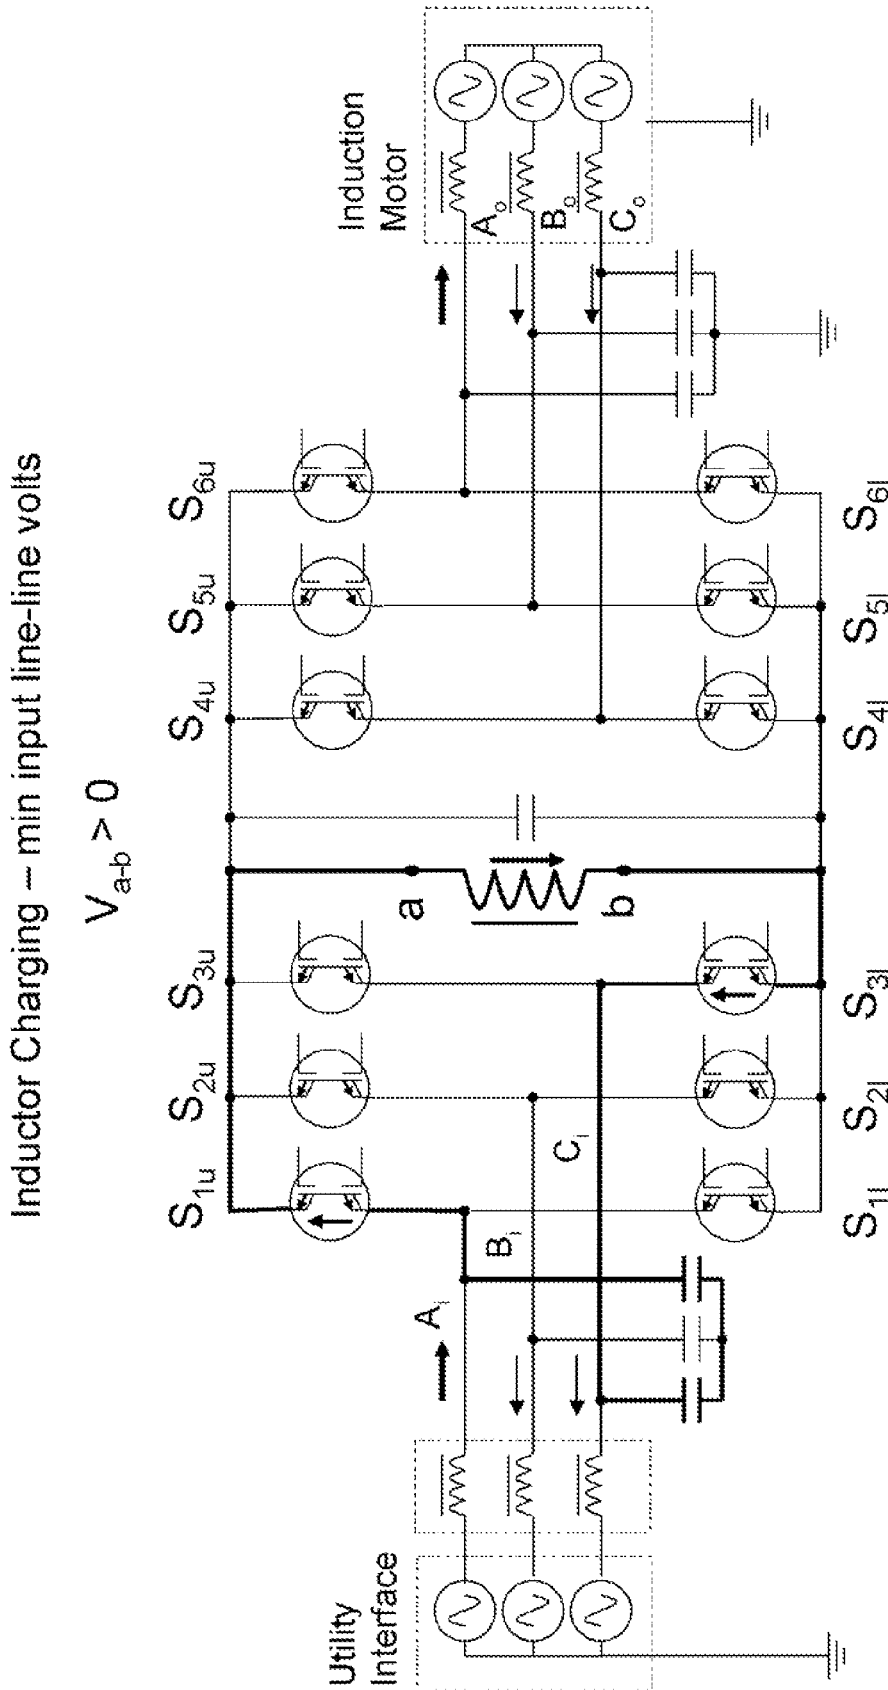 Inductor Charging – min input line-line volts
Va-b > 0
S1u
S2u
S3u
S4u
S5u
S6u
Utility
Interface
Induction
Motor
Ai
Bi
Ci
a
b
Ao
Bo
Co
S1l
S2l
S3l
S4l
S5l
S6l